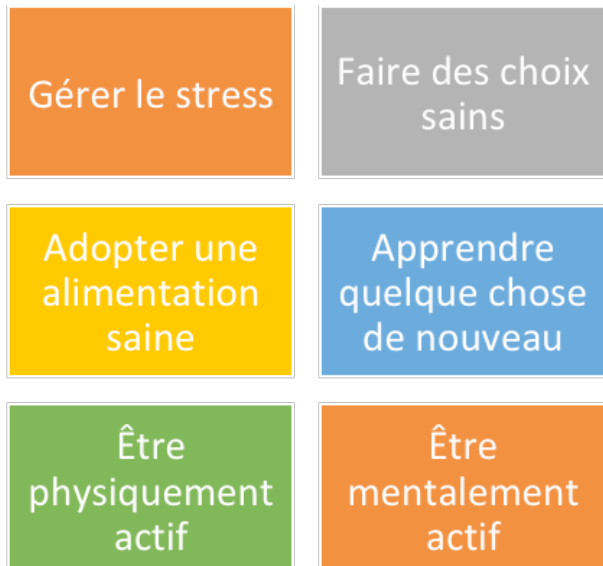 Gérer le stress
Faire des choix
sains
Adopter une
alimentation
saine
Apprendre
quelque chose
de nouveau
Être
physiquement
actif
Être
mentalement
actif